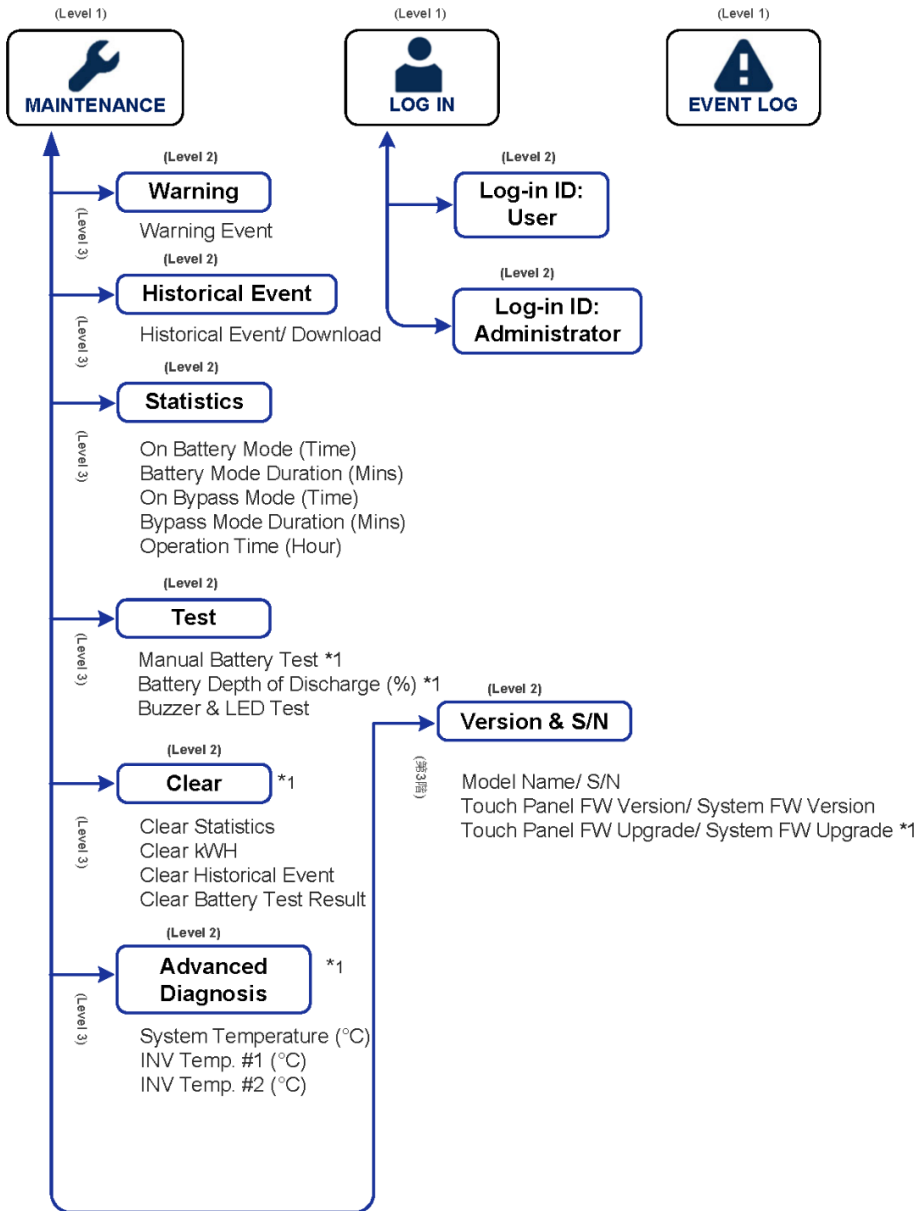 (Level 1)
(Level 1)
(Level 1)
MAINTENANCE
LOG IN
EVENT LOG
(Level 2)
Warning
(Level 3)
Warning Event
(Level 2)
Historical Event
(Level 3)
Historical Event/ Download
(Level 2)
Statistics
(Level 3)
On Battery Mode (Time)
Battery Mode Duration (Mins)
On Bypass Mode (Time)
Bypass Mode Duration (Mins)
Operation Time (Hour)
(Level 2)
Test
(Level 3)
Manual Battery Test *1
Battery Depth of Discharge (%) *1
Buzzer & LED Test
(Level 2)
Clear *1
(Level 3)
Clear Statistics
Clear kWH
Clear Historical Event
Clear Battery Test Result
(Level 2)
Advanced
Diagnosis
*1
(Level 3)
System Temperature (°C)
INV Temp. #1 (°C)
INV Temp. #2 (°C)
(Level 2)
Version & S/N
(第3階)
Model Name/ S/N
Touch Panel FW Version/ System FW Version
Touch Panel FW Upgrade/ System FW Upgrade *1
(Level 2)
Log-in ID:
User
(Level 2)
Log-in ID:
Administrator